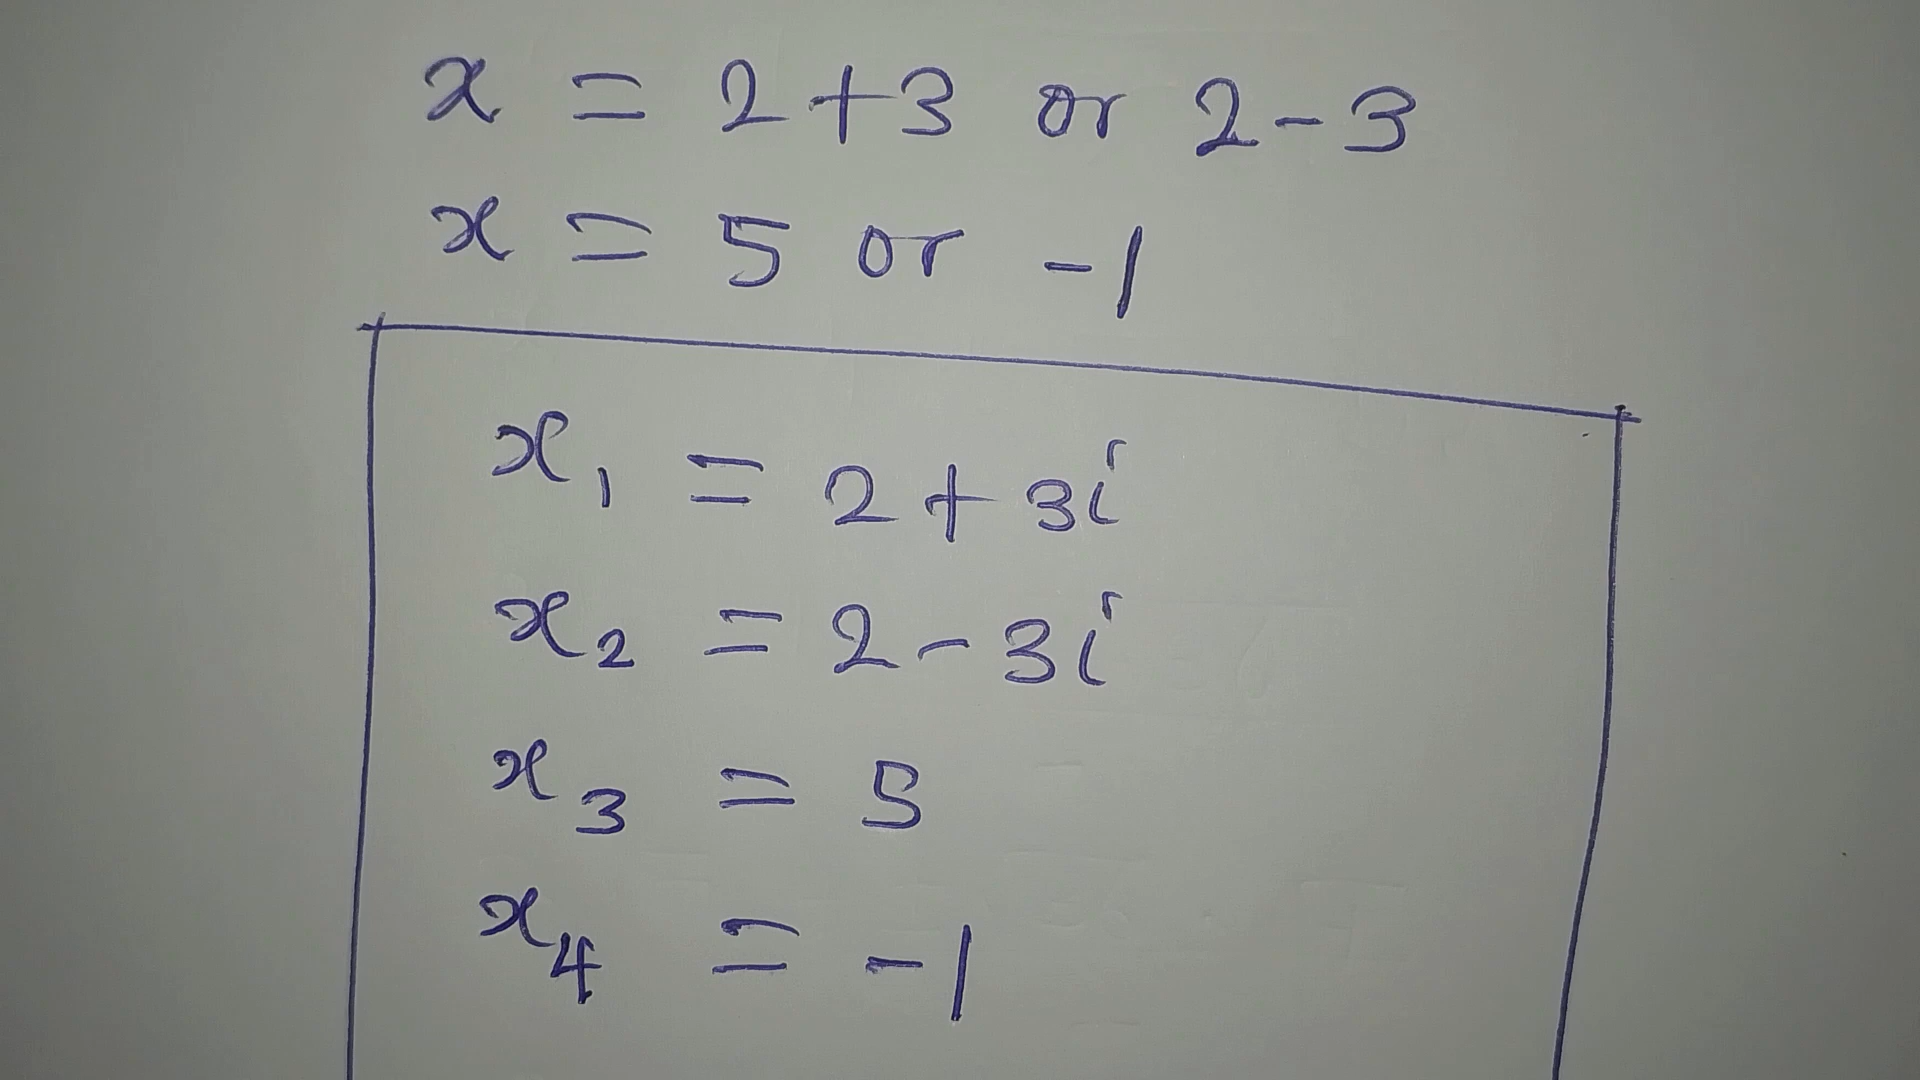 x = 2+3 or 2-3
x = 5 or -1
x₁ = 2+3i
x₂ = 2-3i
x₃ = 5
x₄ = -1